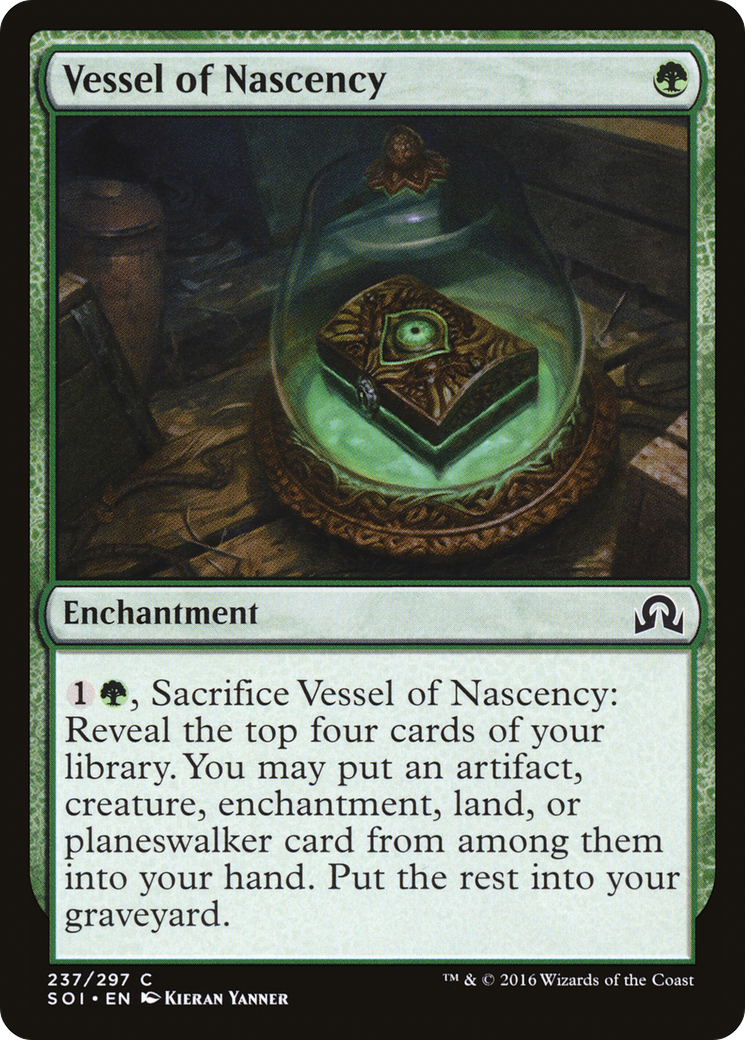 Vessel of Nascency
Enchantment
1, Sacrifice Vessel of Nascency:
Reveal the top four cards of your
library. You may put an artifact,
creature, enchantment, land, or
planeswalker card from among them
into your hand. Put the rest into your
graveyard.
237/297 C
SOI • EN KIERAN YANNER
™ & © 2016 Wizards of the Coast